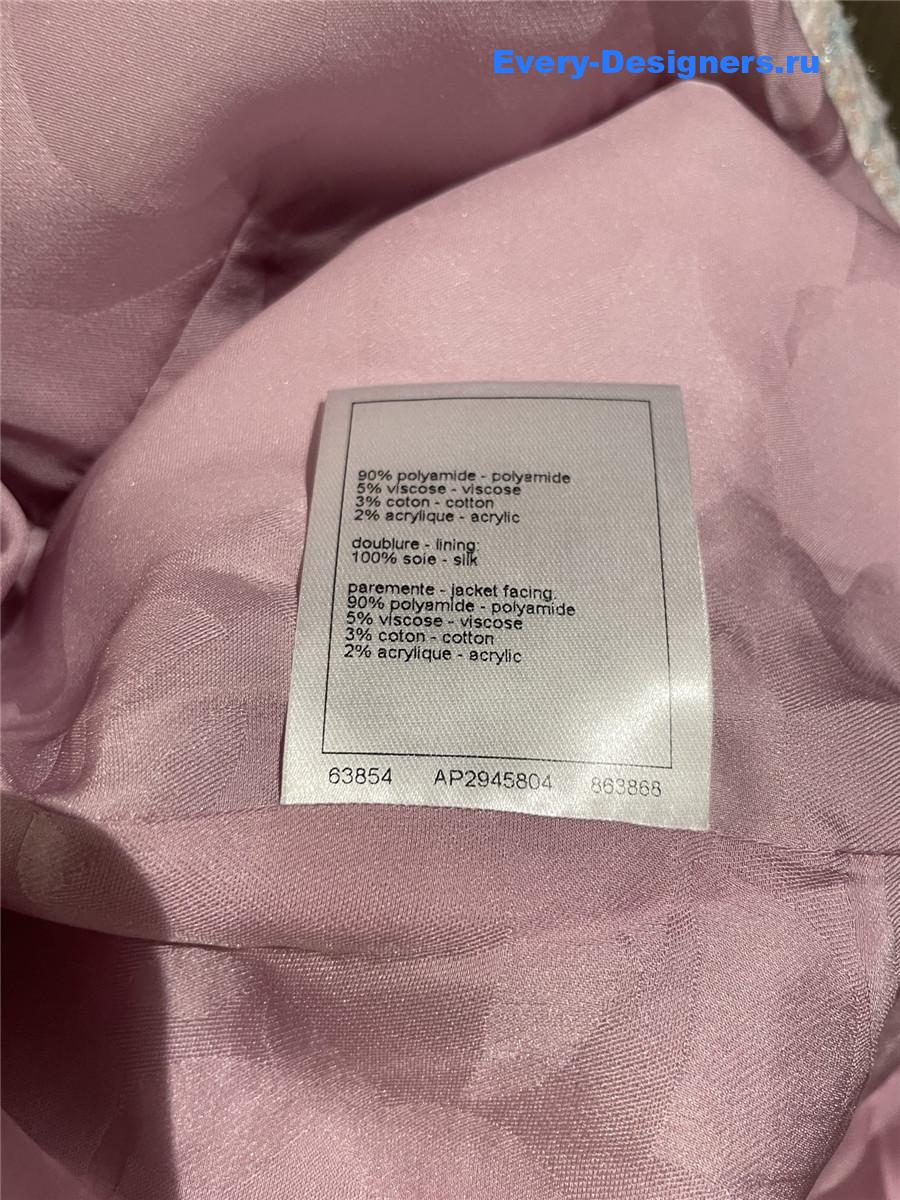 Every-Designers.ru
90% polyamide - polyamide
5% viscose - viscose
3% coton - cotton
2% acrylique - acrylic
doublure - lining:
100% soie - silk
paremente - jacket facing:
90% polyamide - polyamide
5% viscose - viscose
3% coton - cotton
2% acrylique - acrylic
63854 AP2945804 863868